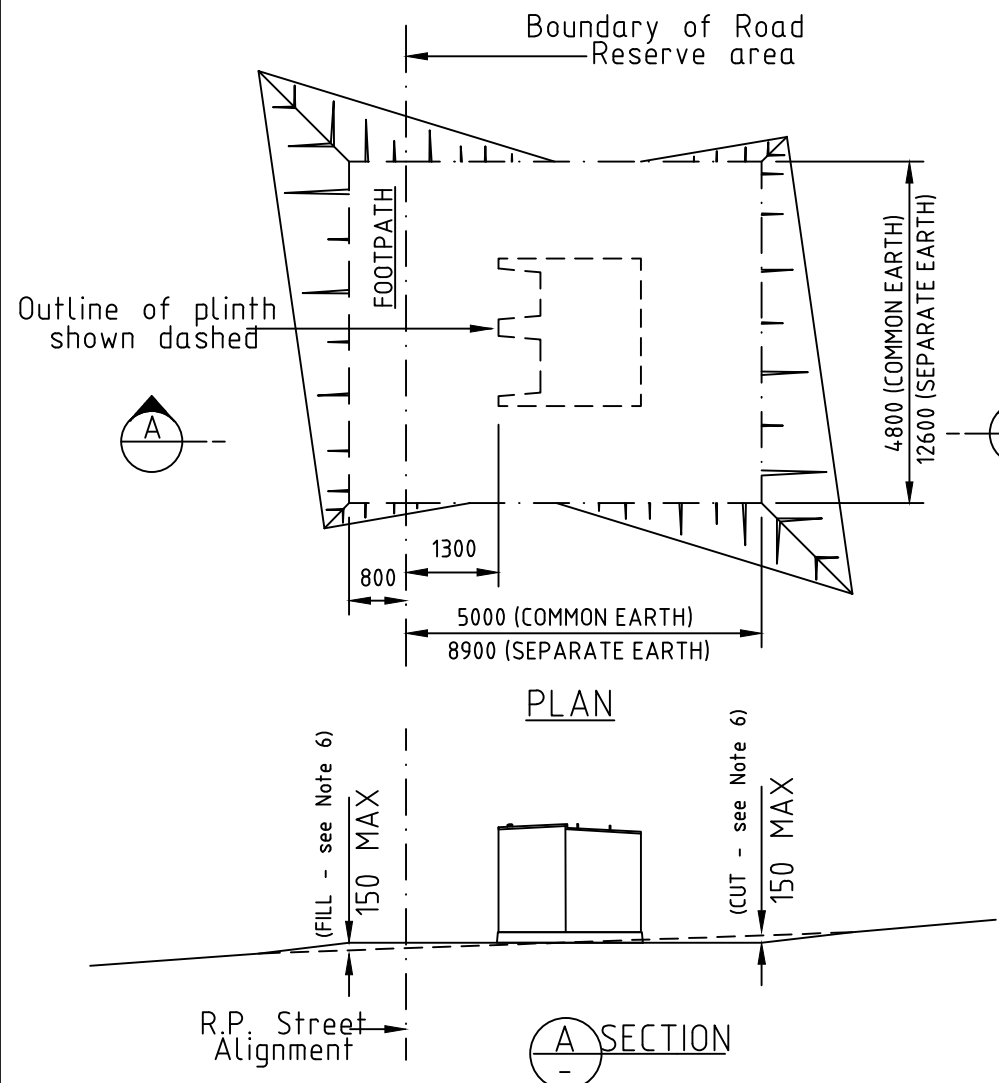 Boundary of Road
Reserve area
FOOTPATH
Outline of plinth
shown dashed
A
4800 (COMMON EARTH)
12600 (SEPARATE EARTH)
1300
800
5000 (COMMON EARTH)
8900 (SEPARATE EARTH)
PLAN
(FILL - see Note 6)
150 MAX
(CUT - see Note 6)
150 MAX
R.P. Street
Alignment
A SECTION
-